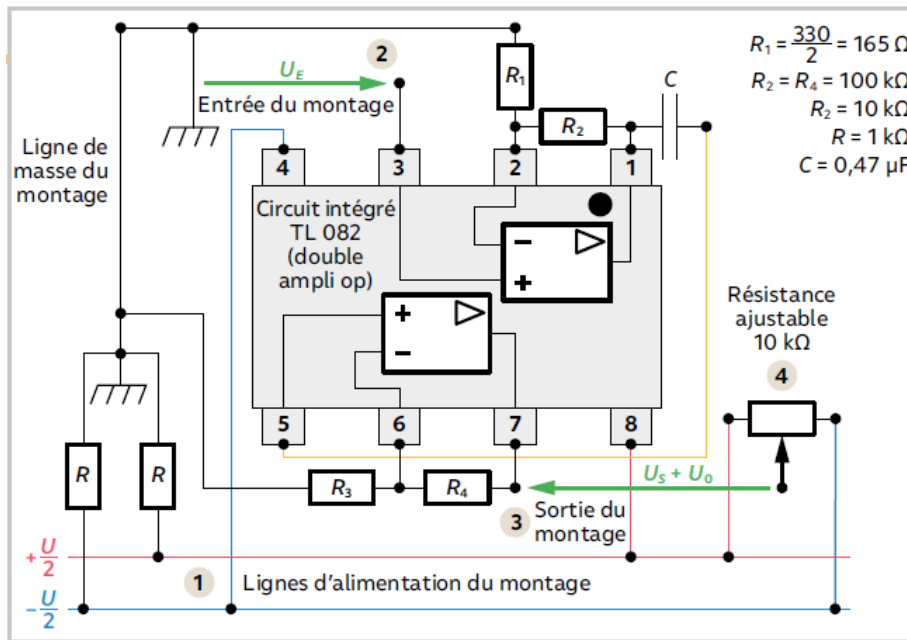 R₁ = 330/2 = 165 Ω
R₂ = R₄ = 100 kΩ
R₂ = 10 kΩ
R = 1 kΩ
C = 0,47 µF
2
U_E
Entrée du montage
R₁
C
R₂
Ligne de
masse du
montage
4
3
2
1
Circuit intégré
TL 082
(double
ampli op)
−
+
+
−
Résistance
ajustable
10 kΩ
4
5
6
7
8
R
R
R₃
R₄
U_S + U₀
3
Sortie du
montage
+U/2
1
Lignes d'alimentation du montage
−U/2